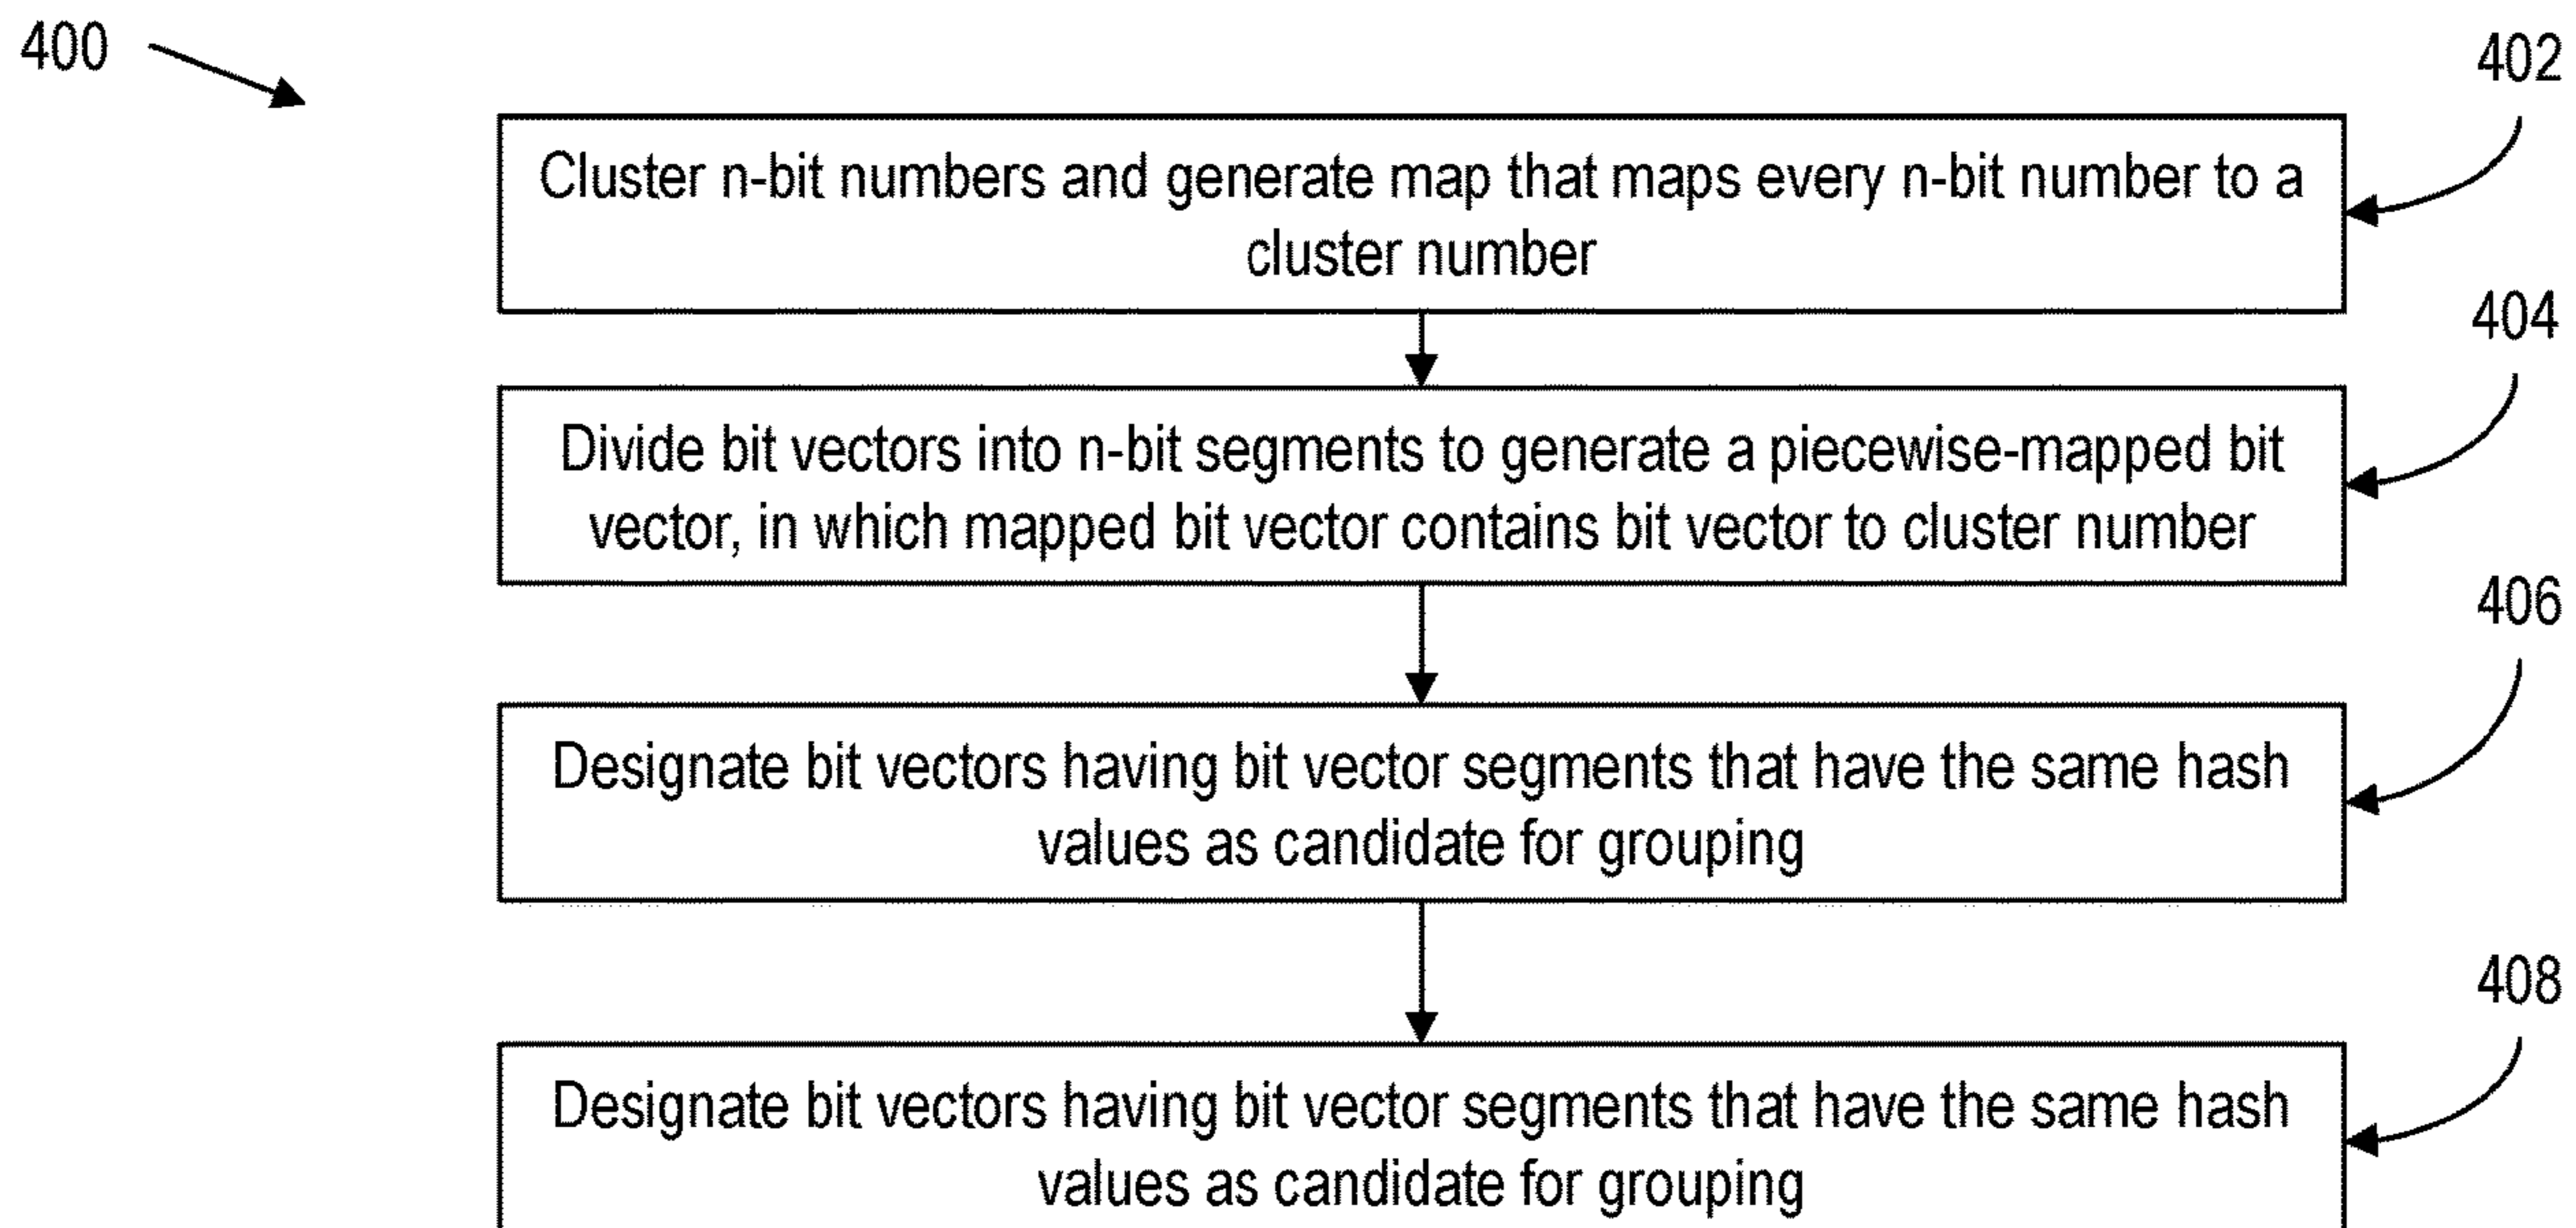 400
402
Cluster n-bit numbers and generate map that maps every n-bit number to a
cluster number
404
Divide bit vectors into n-bit segments to generate a piecewise-mapped bit
vector, in which mapped bit vector contains bit vector to cluster number
406
Designate bit vectors having bit vector segments that have the same hash
values as candidate for grouping
408
Designate bit vectors having bit vector segments that have the same hash
values as candidate for grouping